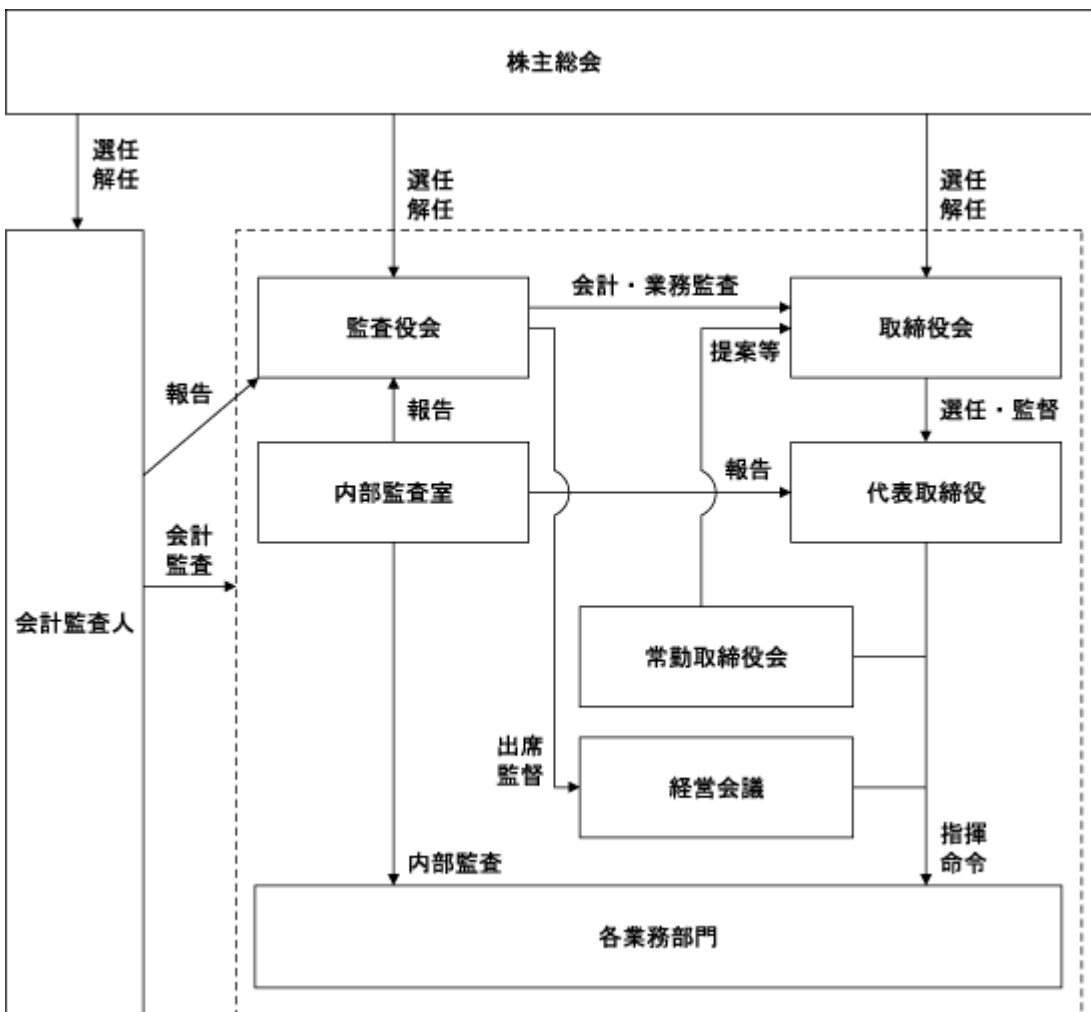 株主総会
選任
解任
選任
解任
選任
解任
監査役会
会計・業務監査
取締役会
提案等
報告
報告
選任・監督
内部監査室
報告
代表取締役
会計
監査
会計監査人
常勤取締役会
出席
監督
経営会議
指揮
命令
内部監査
各業務部門